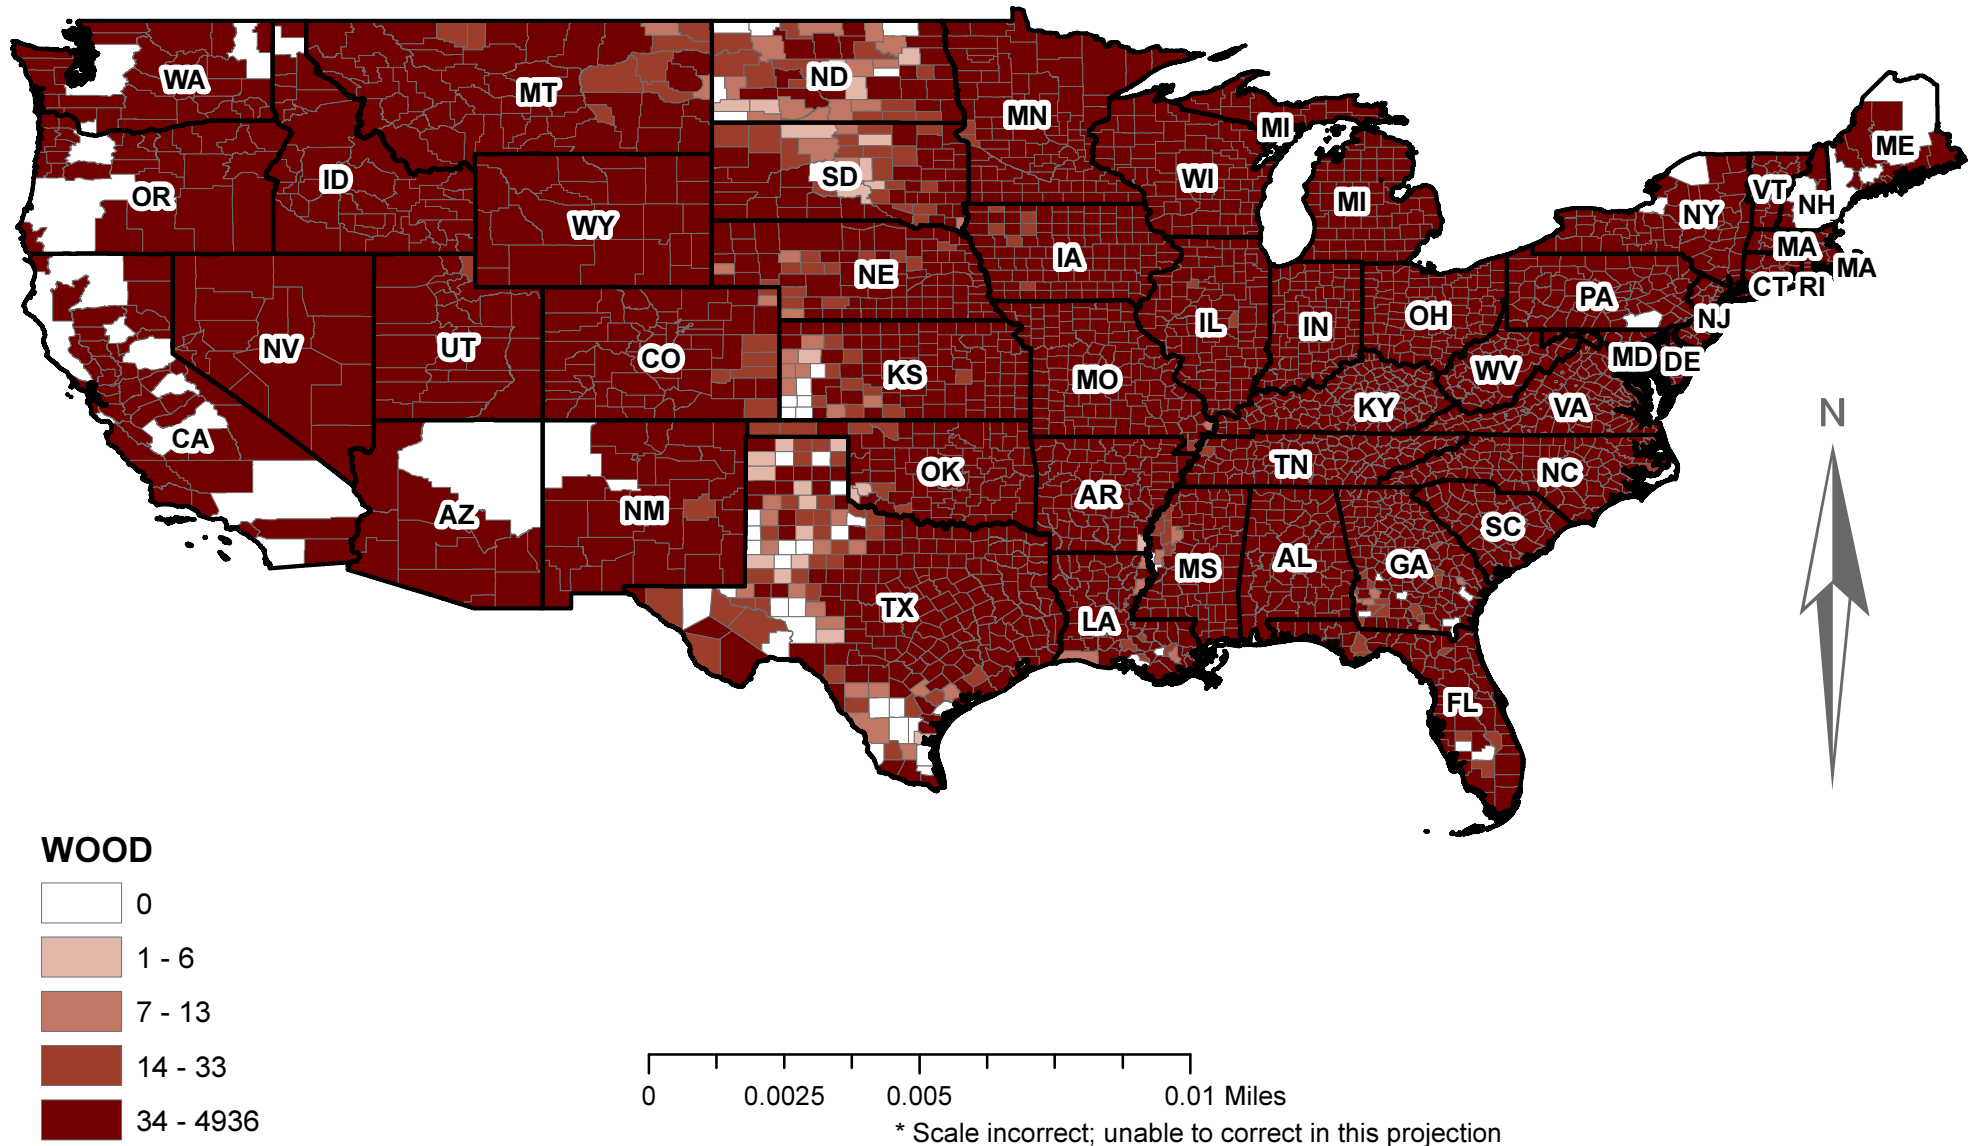 WA
MT
ND
MN
MI
ME
OR
ID
SD
WI
MI
VT
NH
NY
WY
IA
MA
MA
NE
CT
RI
PA
NV
UT
CO
KS
MO
IL
IN
OH
NJ
WV
MD
DE
CA
KY
VA
N
AZ
NM
OK
AR
TN
NC
TX
LA
MS
AL
GA
SC
FL
WOOD
0
1 - 6
7 - 13
14 - 33
34 - 4936
0 0.0025 0.005 0.01 Miles
* Scale incorrect; unable to correct in this projection